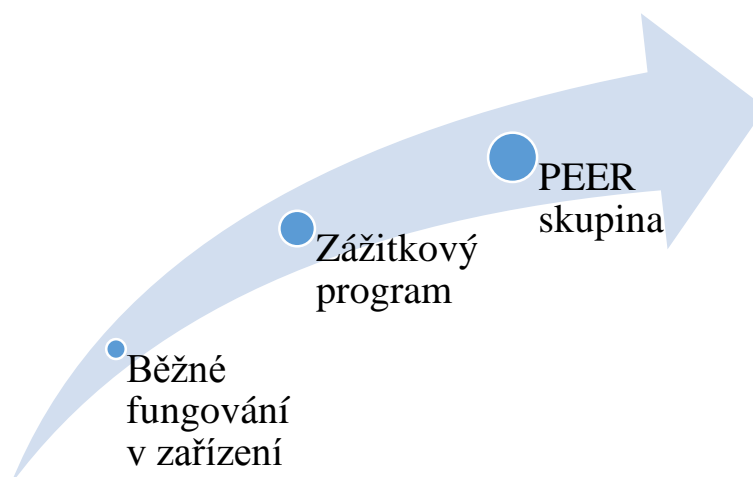 PEER
skupina
Zážitkový
program
Běžné
fungování
v zařízení